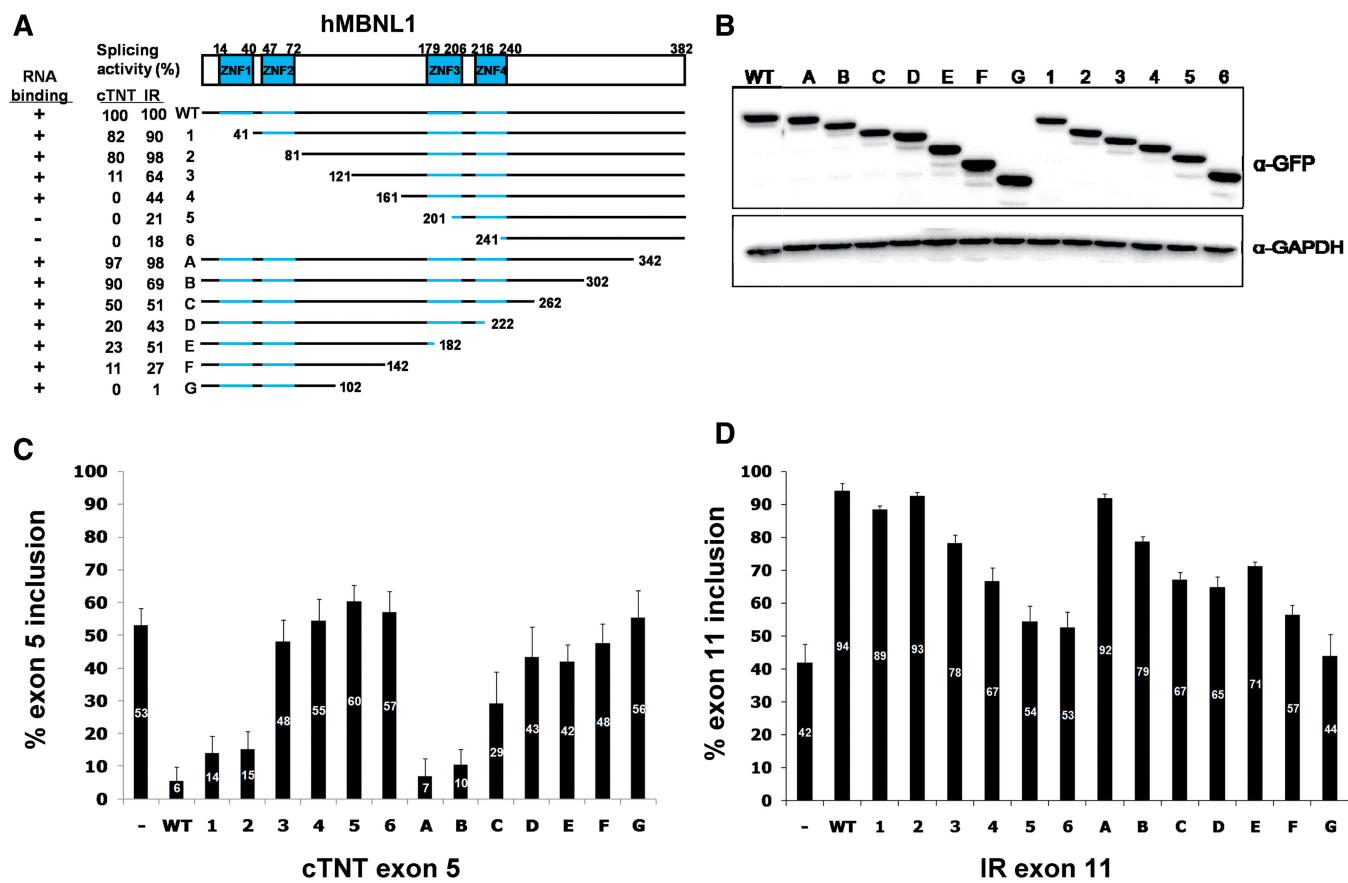 A
hMBNL1
Splicing
activity (%)
14 40 47 72 179 206 216 240 382
ZNF1 ZNF2 ZNF3 ZNF4
RNA
binding
cTNT IR
+ 100 100 WT
+ 82 90 1 41
+ 80 98 2 81
+ 11 64 3 121
+ 0 44 4 161
- 0 21 5 201
- 0 18 6 241
+ 97 98 A 342
+ 90 69 B 302
+ 50 51 C 262
+ 20 43 D 222
+ 23 51 E 182
+ 11 27 F 142
+ 0 1 G 102
B
WT A B C D E F G 1 2 3 4 5 6
α-GFP
α-GAPDH
C
% exon 5 inclusion
100
90
80
70
60
50
40
30
20
10
0
53 6 14 15 48 55 60 57 7 10 29 43 42 48 56
- WT 1 2 3 4 5 6 A B C D E F G
cTNT exon 5
D
% exon 11 inclusion
100
90
80
70
60
50
40
30
20
10
0
42 94 89 93 78 67 54 53 92 79 67 65 71 57 44
- WT 1 2 3 4 5 6 A B C D E F G
IR exon 11